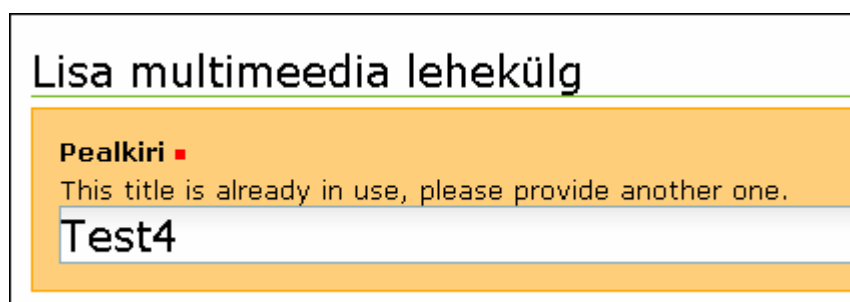 Lisa multimeedia lehekülg
Pealkiri
This title is already in use, please provide another one.
Test4